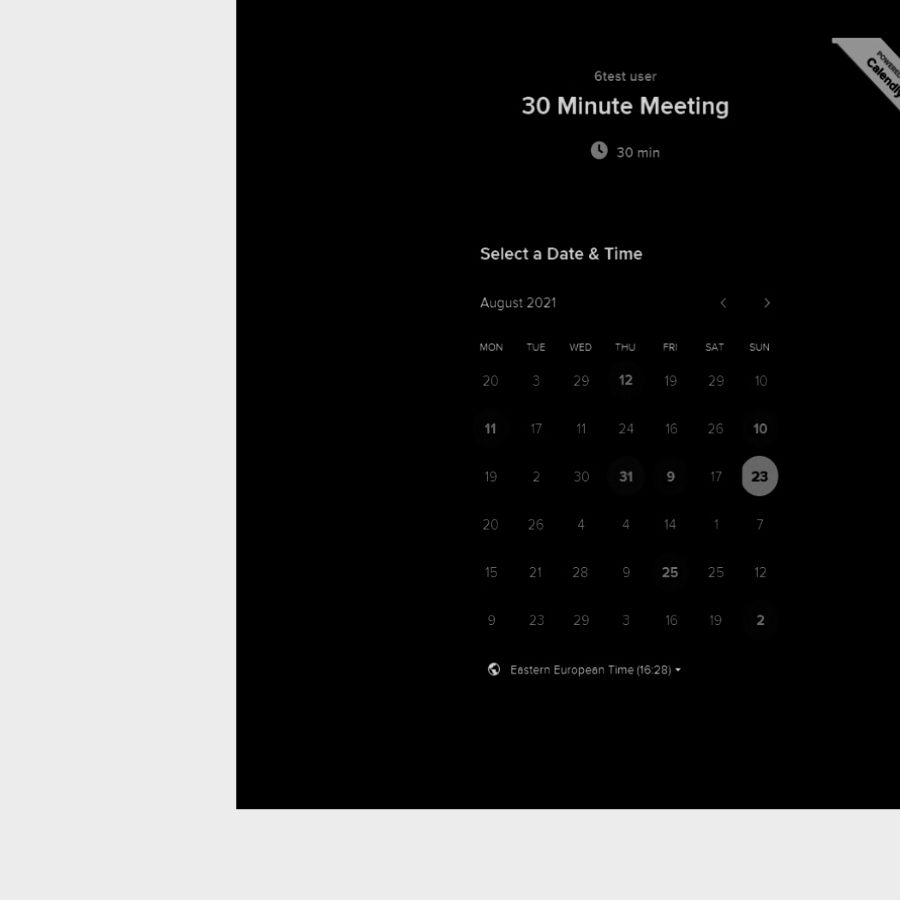 POWERED
Calendly
6test user
30 Minute Meeting
30 min
Select a Date & Time
August 2021
MON TUE WED THU FRI SAT SUN
20 3 29 12 19 29 10
11 17 11 24 16 26 10
19 2 30 31 9 17 23
20 26 4 4 14 1 7
15 21 28 9 25 25 12
9 23 29 3 16 19 2
Eastern European Time (16:28)